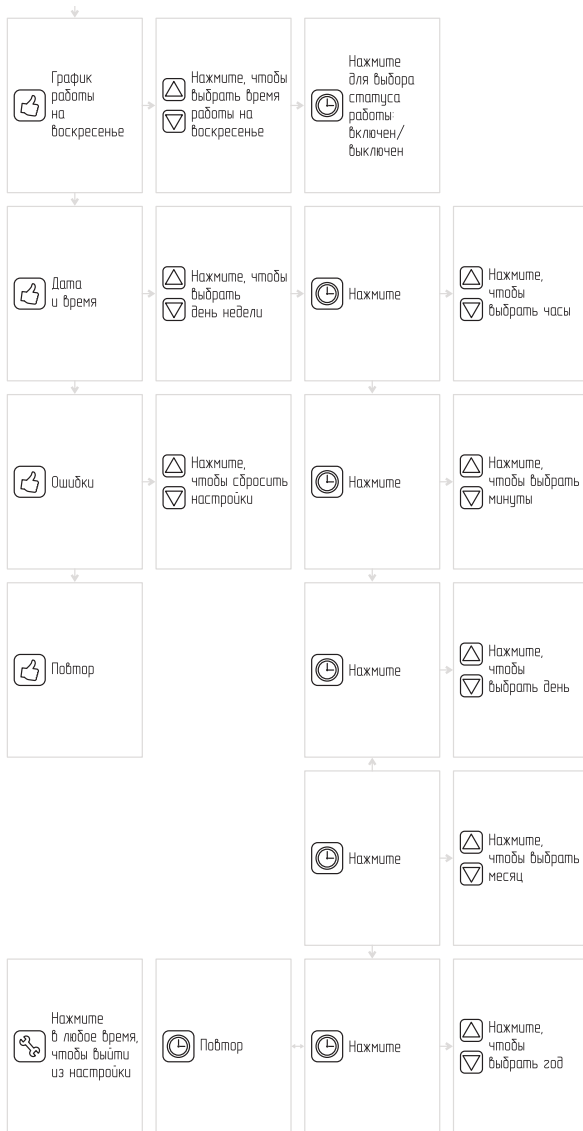 График
работы
на
воскресенье
Нажмите, чтобы
выбрать время
работы на
воскресенье
Нажмите
для выбора
статуса
работы:
включен/
выключен
Дата
и время
Нажмите, чтобы
выбрать
день недели
Нажмите
Нажмите,
чтобы
выбрать часы
Ошибки
Нажмите,
чтобы сбросить
настройки
Нажмите
Нажмите,
чтобы выбрать
минуты
Повтор
Нажмите
Нажмите,
чтобы
выбрать день
Нажмите
Нажмите,
чтобы выбрать
месяц
Нажмите
в любое время,
чтобы выйти
из настройки
Повтор
Нажмите
Нажмите,
чтобы
выбрать год